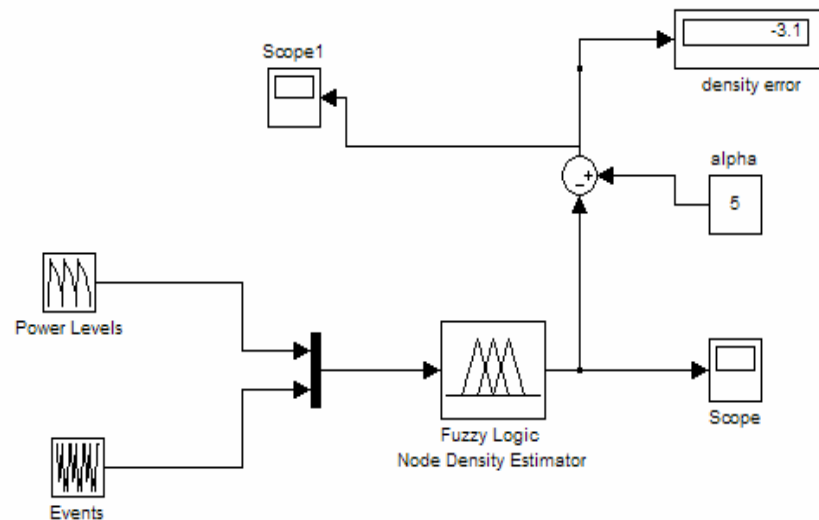 -3.1
Scope1
density error
alpha
+
−
5
Power Levels
Scope
Fuzzy Logic
Node Density Estimator
Events